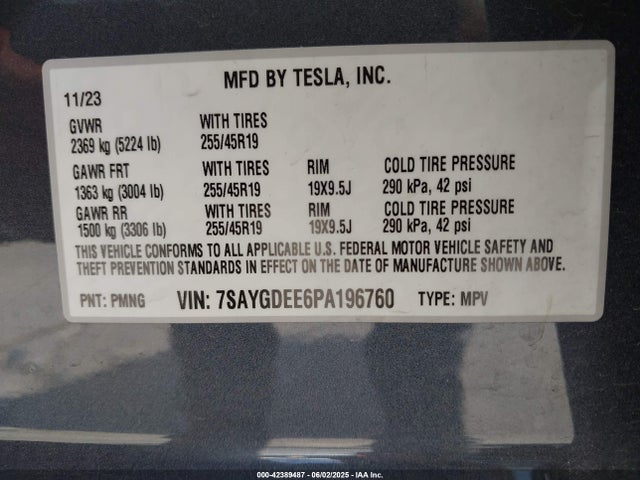 MFD BY TESLA, INC.
11/23
GVWR WITH TIRES
2369 kg (5224 lb) 255/45R19
GAWR FRT WITH TIRES RIM COLD TIRE PRESSURE
1363 kg (3004 lb) 255/45R19 19X9.5J 290 kPa, 42 psi
GAWR RR WITH TIRES RIM COLD TIRE PRESSURE
1500 kg (3306 lb) 255/45R19 19X9.5J 290 kPa, 42 psi
THIS VEHICLE CONFORMS TO ALL APPLICABLE U.S. FEDERAL MOTOR VEHICLE SAFETY AND
THEFT PREVENTION STANDARDS IN EFFECT ON THE DATE OF MANUFACTURE SHOWN ABOVE.
PNT: PMNG VIN: 7SAYGDEE6PA196760 TYPE: MPV
000-42389487 - 06/02/2025 - IAA Inc.